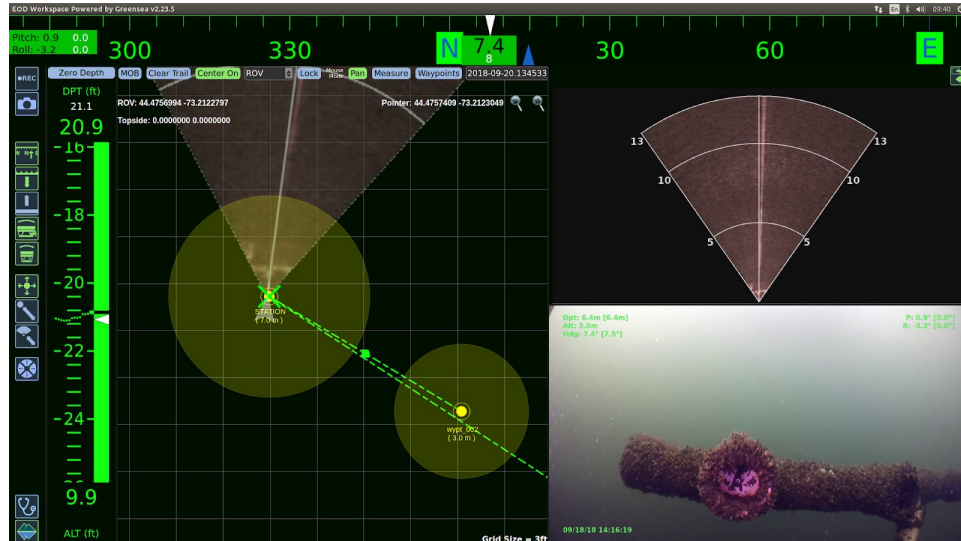 EOD Workspace Powered by Greensea v2.23.5
En
09:40
Pitch: 0.9 0.0
Roll: -3.2 0.0
300
330
N
7.4
8
30
60
E
REC
Zero Depth
MOB
Clear Trail
Center On
ROV
Lock
Mouse
Mode
Pan
Measure
Waypoints
2018-09-20.134533
DPT (ft)
21.1
20.9
-16
-18
-20
-22
-24
9.9
ALT (ft)
ROV: 44.4756994 -73.2122797
Pointer: 44.4757409 -73.2123049
Topside: 0.0000000 0.0000000
STATION
( 7.0 m )
wypt_002
( 3.0 m )
Grid Size = 3ft
13
13
10
10
5
5
Dpt: 6.4m [6.4m]
Alt: 3.0m
Hdg: 7.4° [7.5°]
P: 0.9° [0.0°]
R: -3.2° [0.0°]
09/18/18 14:16:19